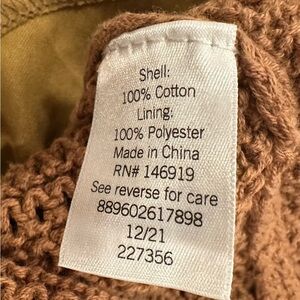 Shell:
100% Cotton
Lining:
100% Polyester
Made in China
RN# 146919
See reverse for care
889602617898
12/21
227356